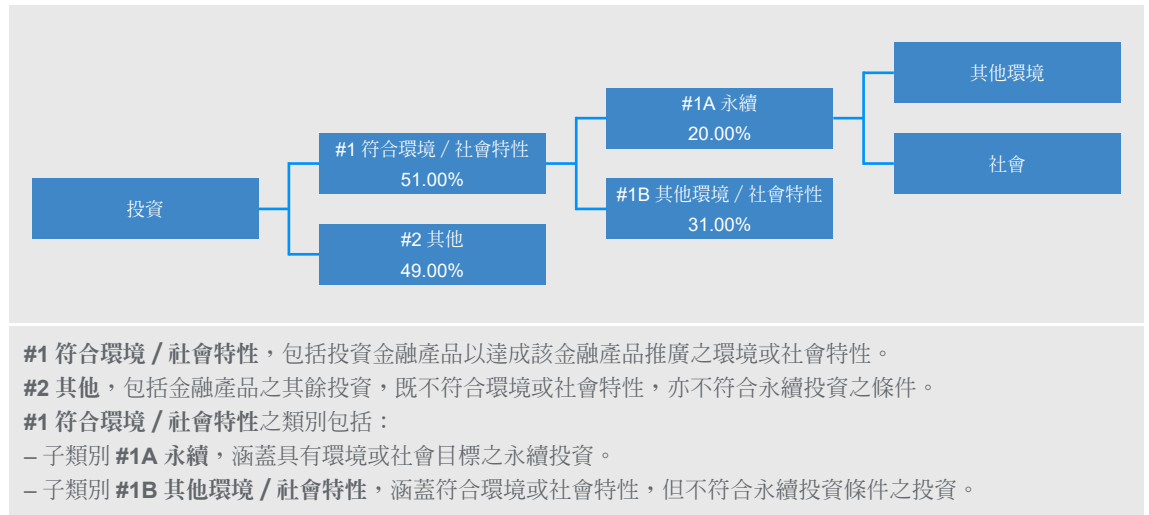 其他環境
#1A 永續
20.00%
#1 符合環境／社會特性
51.00%
社會
投資
#1B 其他環境／社會特性
31.00%
#2 其他
49.00%
#1 符合環境／社會特性，包括投資金融產品以達成該金融產品推廣之環境或社會特性。
#2 其他，包括金融產品之其餘投資，既不符合環境或社會特性，亦不符合永續投資之條件。
#1 符合環境／社會特性之類別包括：
– 子類別 #1A 永續，涵蓋具有環境或社會目標之永續投資。
– 子類別 #1B 其他環境／社會特性，涵蓋符合環境或社會特性，但不符合永續投資條件之投資。